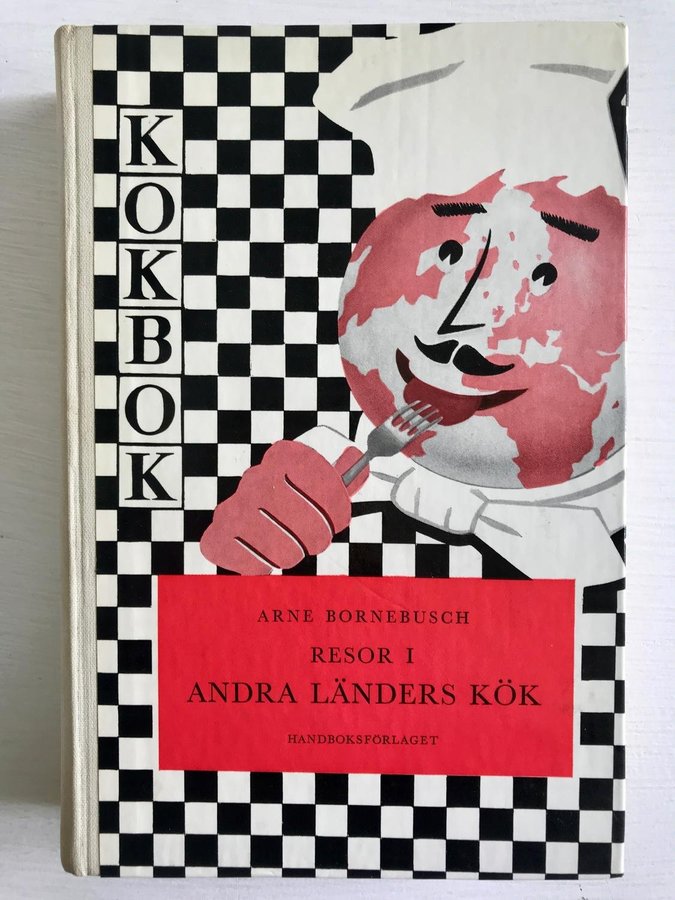 KOKBOK
ARNE BORNEBUSCH
RESOR I
ANDRA LÄNDERS KÖK
HANDBOKSFÖRLAGET